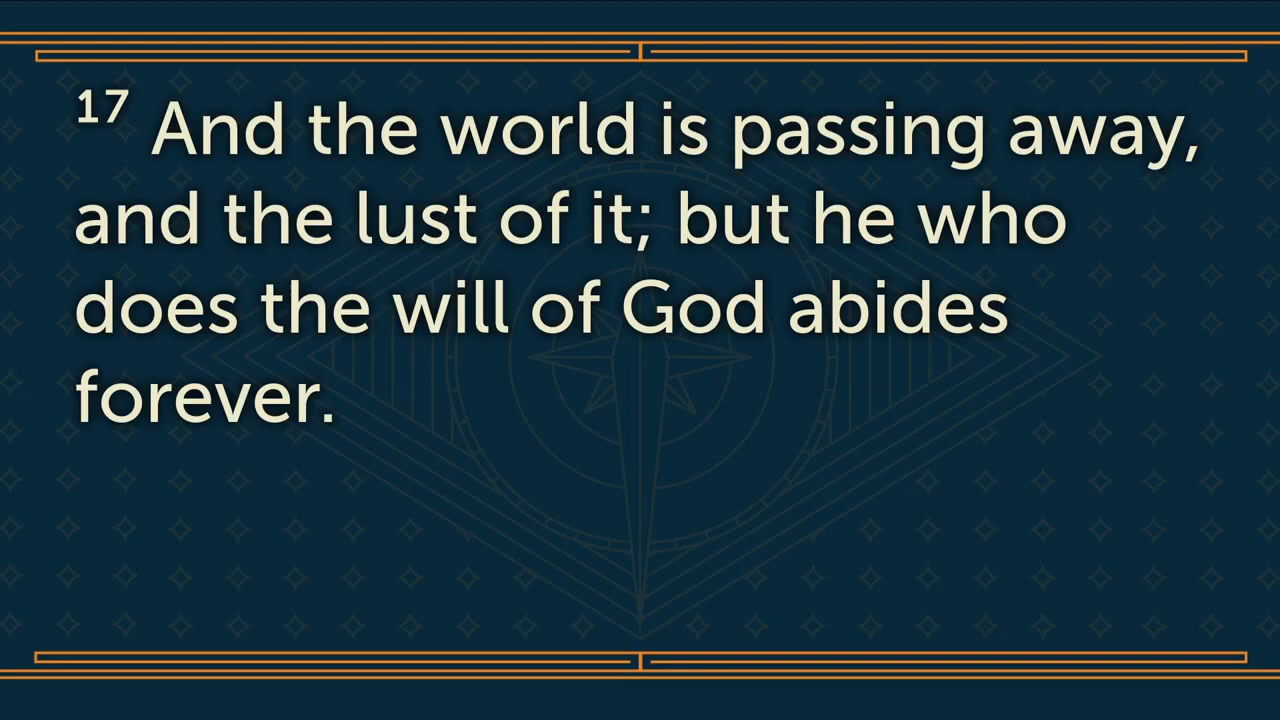 17 And the world is passing away,
and the lust of it; but he who
does the will of God abides
forever.